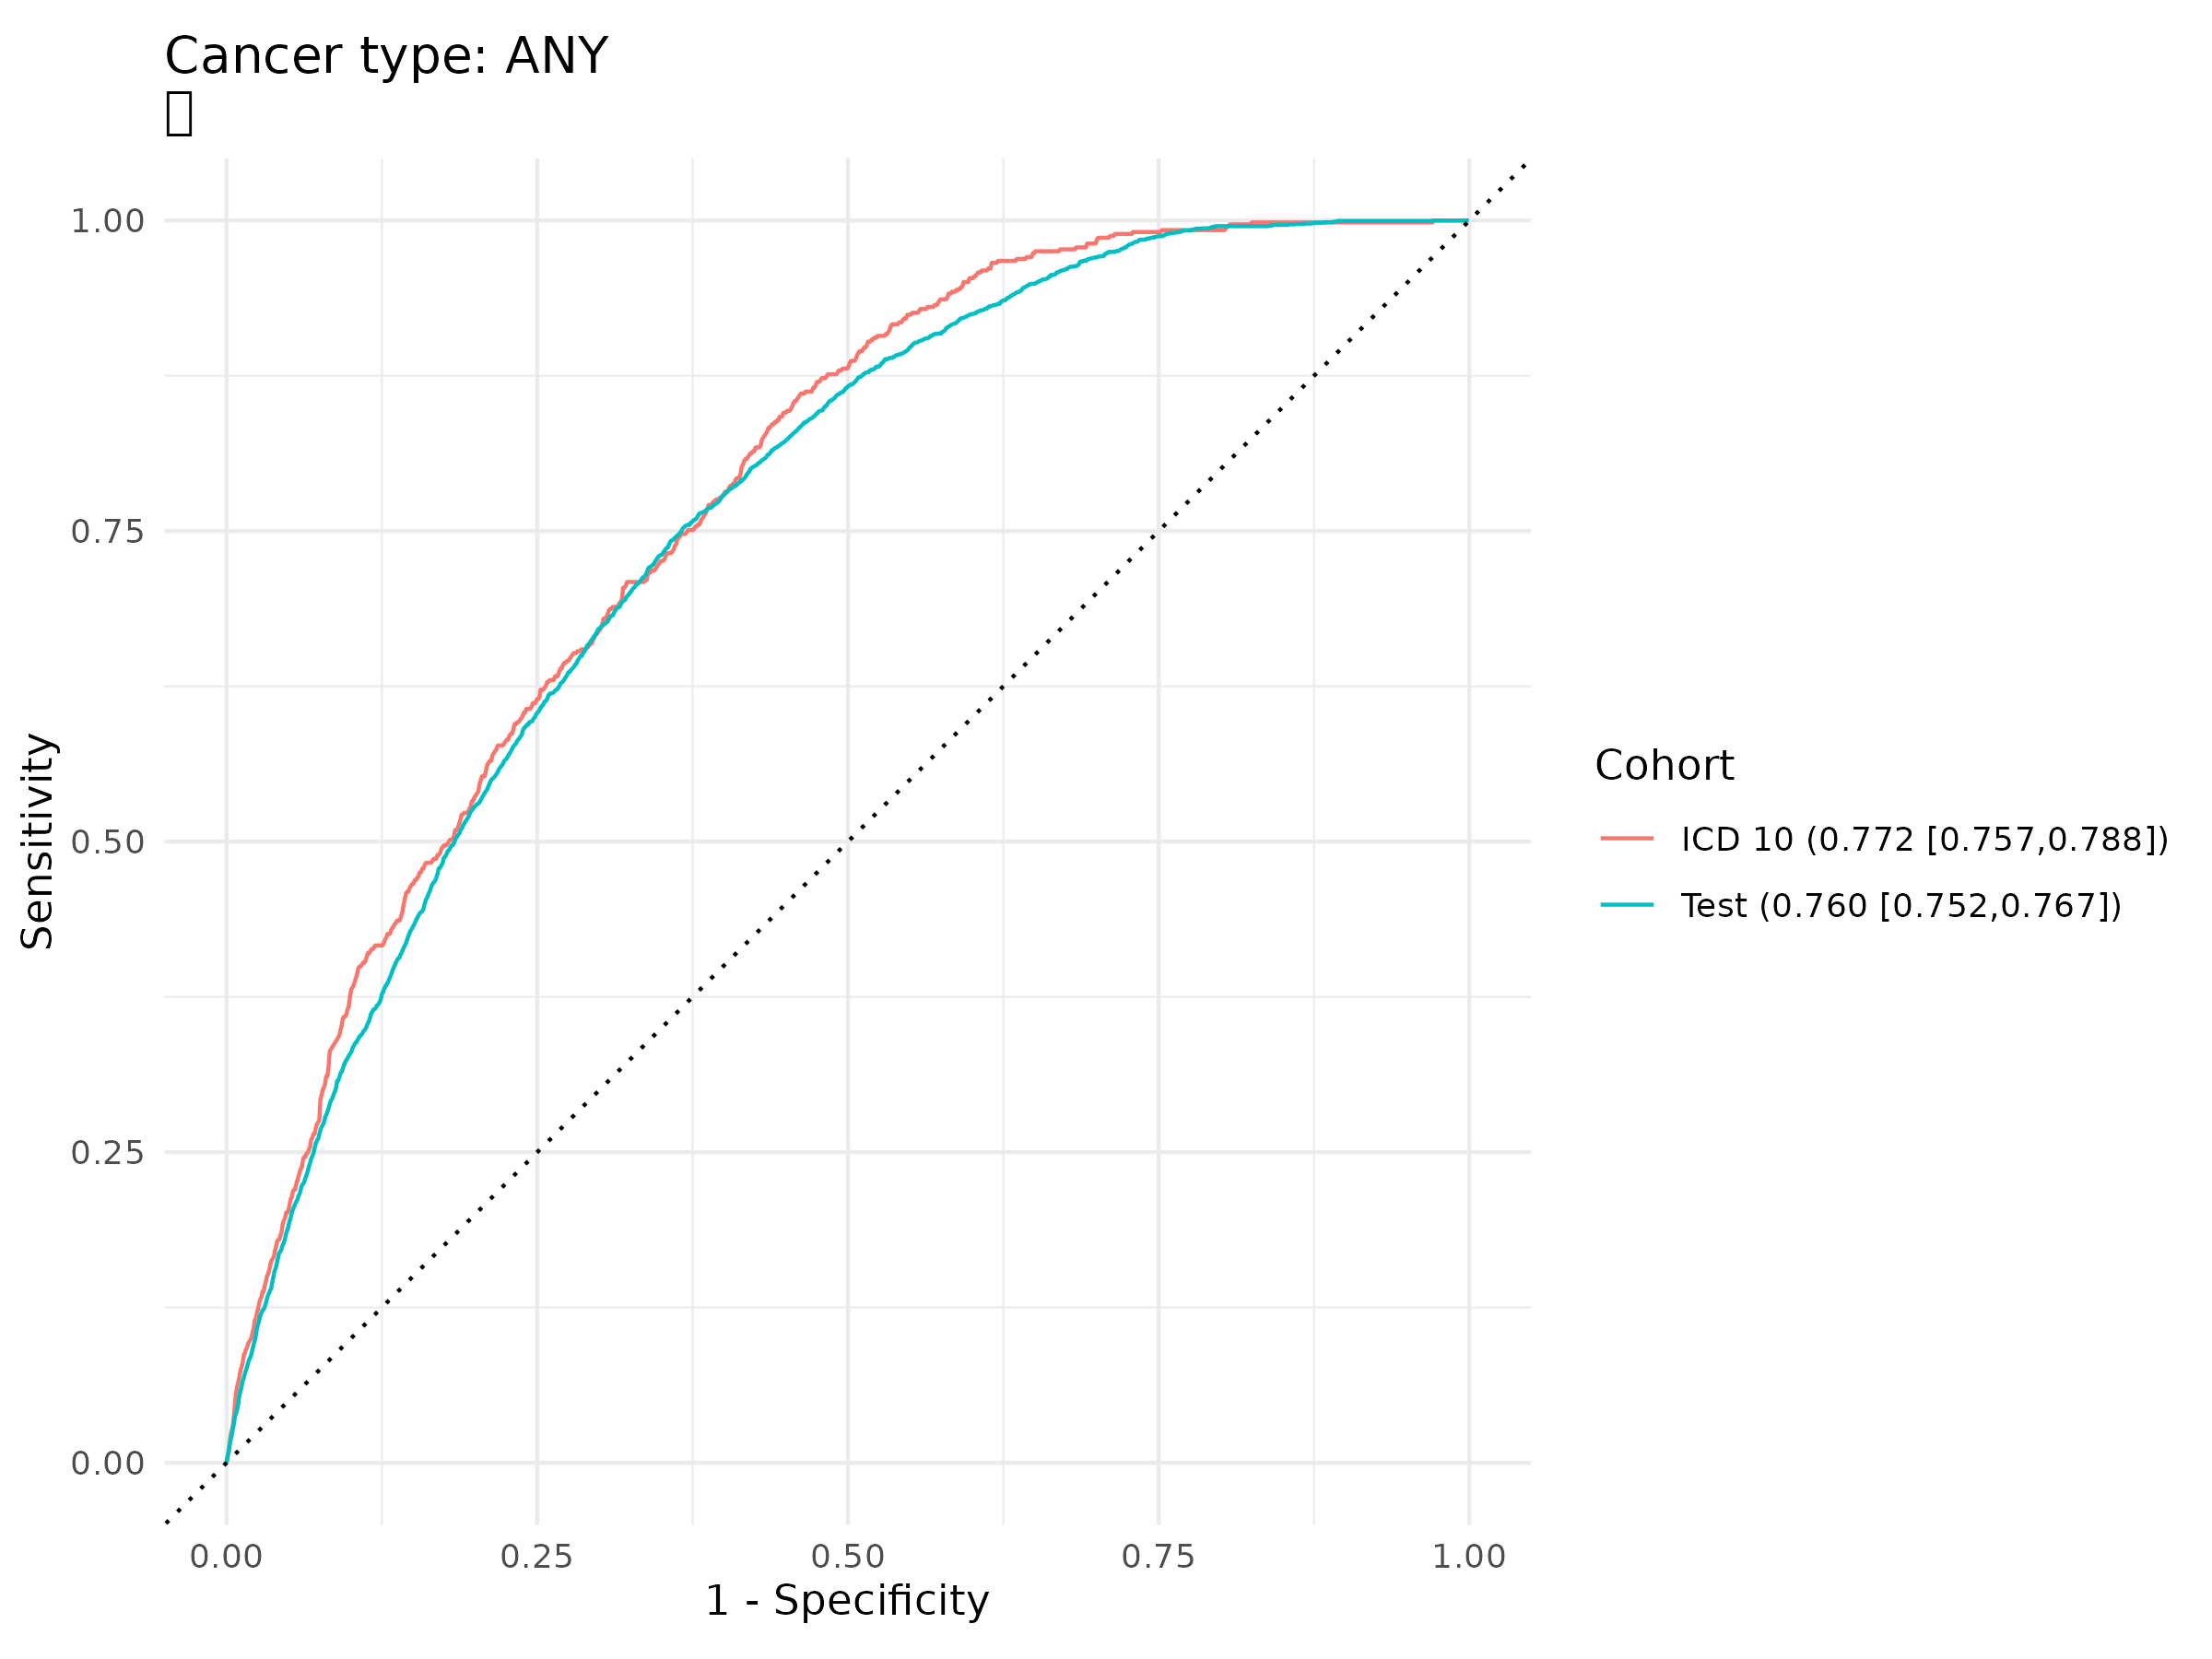 Cancer type: ANY
1.00
0.75
0.50
0.25
0.00
Sensitivity
0.00 0.25 0.50 0.75 1.00
1 - Specificity
Cohort
ICD 10 (0.772 [0.757,0.788])
Test (0.760 [0.752,0.767])